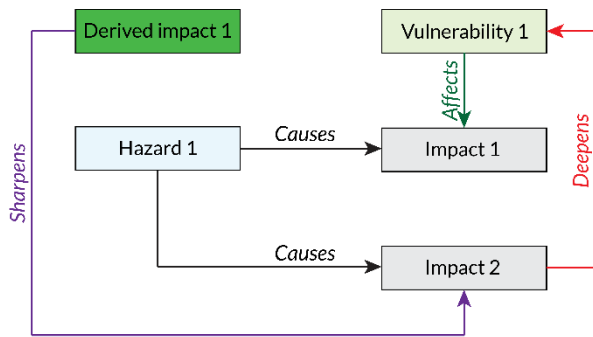 Derived impact 1
Vulnerability 1
Affects
Sharpens
Hazard 1
Causes
Impact 1
Deepens
Causes
Impact 2